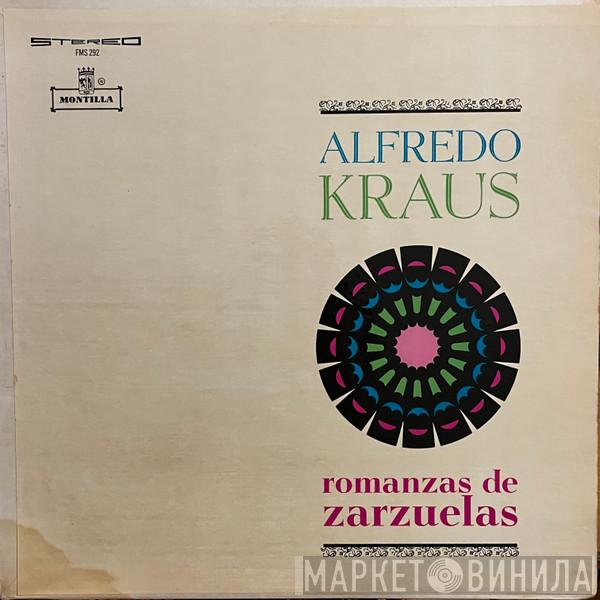 STEREO
FMS 292
MONTILLA ®
ALFREDO
KRAUS
romanzas de
zarzuelas
МАРКЕТ ВИНИЛА